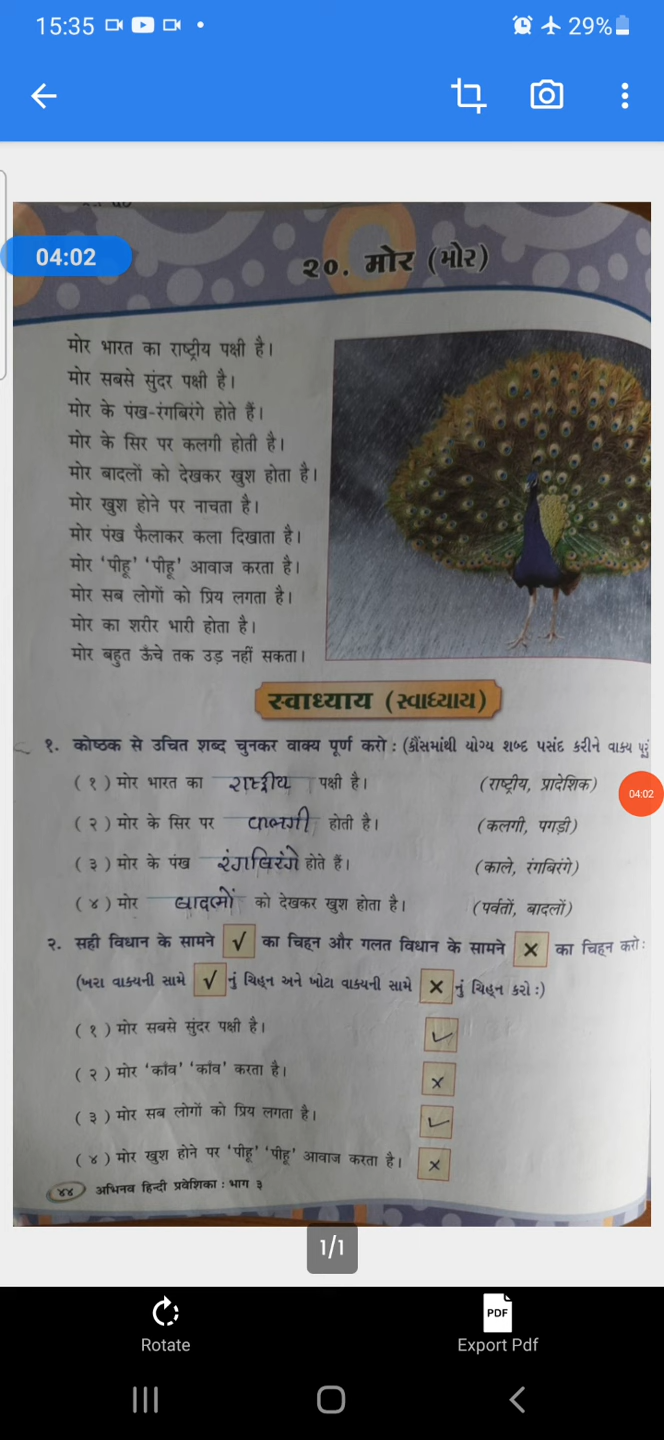 15:35
29%
04:02
२०. मोर (મોર)
मोर भारत का राष्ट्रीय पक्षी है।
मोर सबसे सुंदर पक्षी है।
मोर के पंख-रंगबिरंगे होते हैं।
मोर के सिर पर कलगी होती है।
मोर बादलों को देखकर खुश होता है।
मोर खुश होने पर नाचता है।
मोर पंख फैलाकर कला दिखाता है।
मोर 'पीहू' 'पीहू' आवाज करता है।
मोर सब लोगों को प्रिय लगता है।
मोर का शरीर भारी होता है।
मोर बहुत ऊँचे तक उड़ नहीं सकता।
स्वाध्याय (સ્વાધ્યાય)
१. कोष्ठक से उचित शब्द चुनकर वाक्य पूर्ण करो : (કૌંસમાંથી યોગ્ય શબ્દ પસંદ કરીને વાક્ય
(१) मोर भारत का राष्ट्रीय पक्षी है। (राष्ट्रीय, प्रादेशिक)
04:02
(२) मोर के सिर पर कलगी होती है। (कलगी, पगड़ी)
(३) मोर के पंख रंगबिरंगे होते हैं। (काले, रंगबिरंगे)
(४) मोर बादलों को देखकर खुश होता है। (पर्वतों, बादलों)
२. सही विधान के सामने √ का चिह्न और गलत विधान के सामने × का चिह्न करो :
(ખરા વાક્યની સામે √ નું ચિહ્ન અને ખોટા વાક્યની સામે × નું ચિહ્ન કરો :)
(१) मोर सबसे सुंदर पक्षी है। ✓
(२) मोर 'काँव' 'काँव' करता है। ×
(३) मोर सब लोगों को प्रिय लगता है। ✓
(४) मोर खुश होने पर 'पीहू' 'पीहू' आवाज करता है। ×
४४ अभिनव हिन्दी प्रवेशिका : भाग ३
1/1
PDF
Rotate Export Pdf